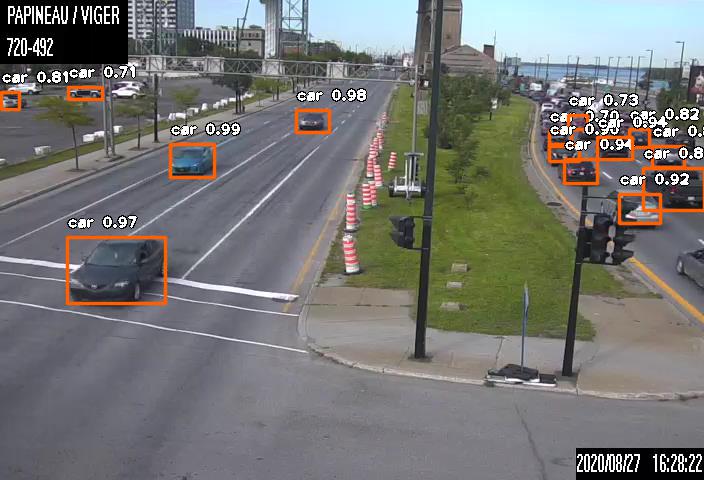 PAPINEAU / VIGER
720-492
car 0.81
car 0.71
car 0.98
car 0.99
car 0.97
car 0.73
car 0.82
car 0.94
car 0.92
2020/08/27 16:28:22